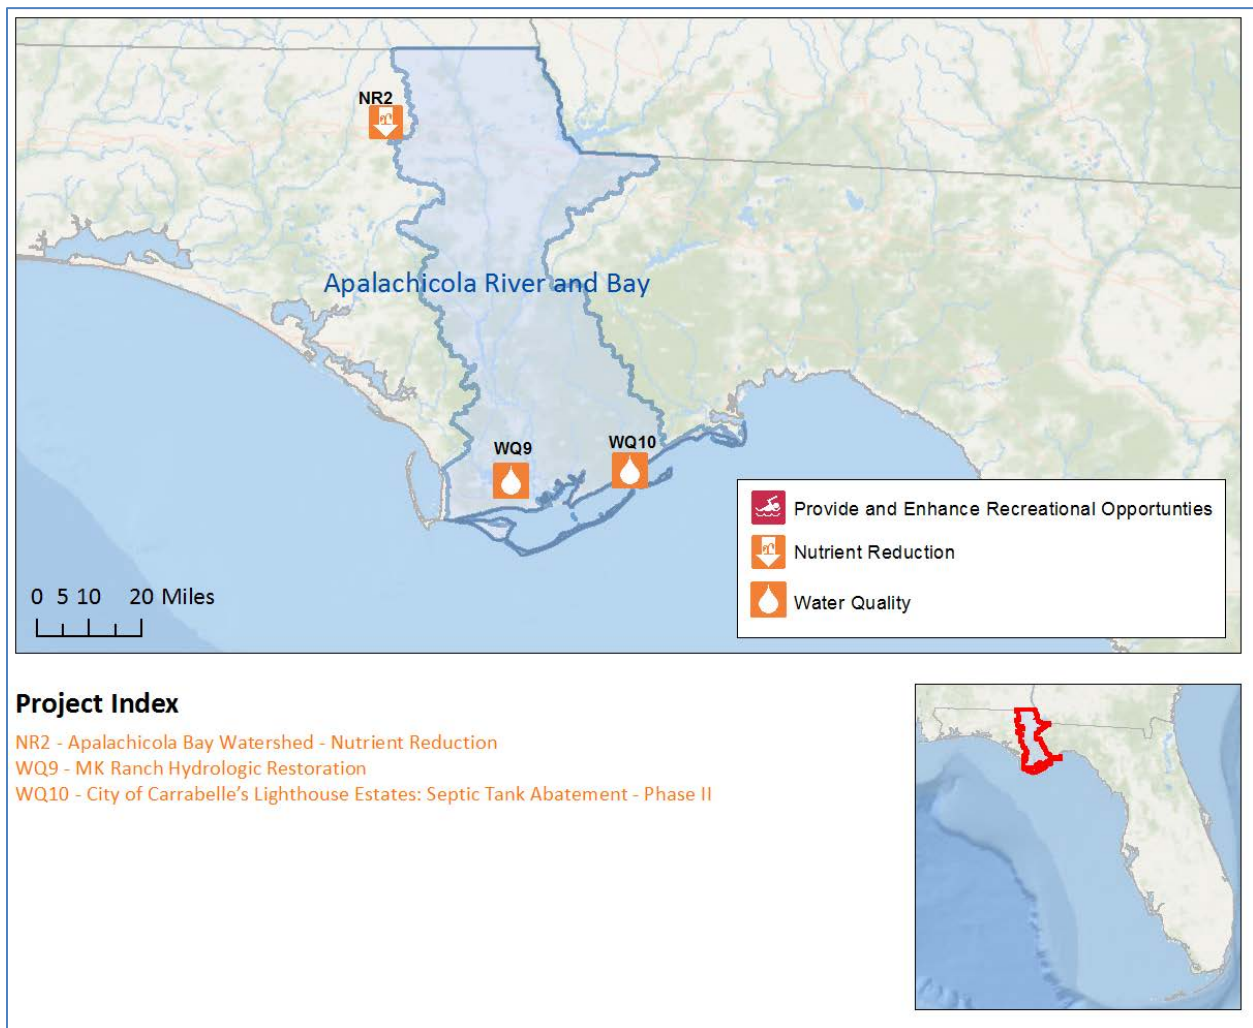 NR2
Apalachicola River and Bay
WQ9
WQ10
Provide and Enhance Recreational Opportunties
Nutrient Reduction
Water Quality
0 5 10 20 Miles
Project Index
NR2 - Apalachicola Bay Watershed - Nutrient Reduction
WQ9 - MK Ranch Hydrologic Restoration
WQ10 - City of Carrabelle’s Lighthouse Estates: Septic Tank Abatement - Phase II